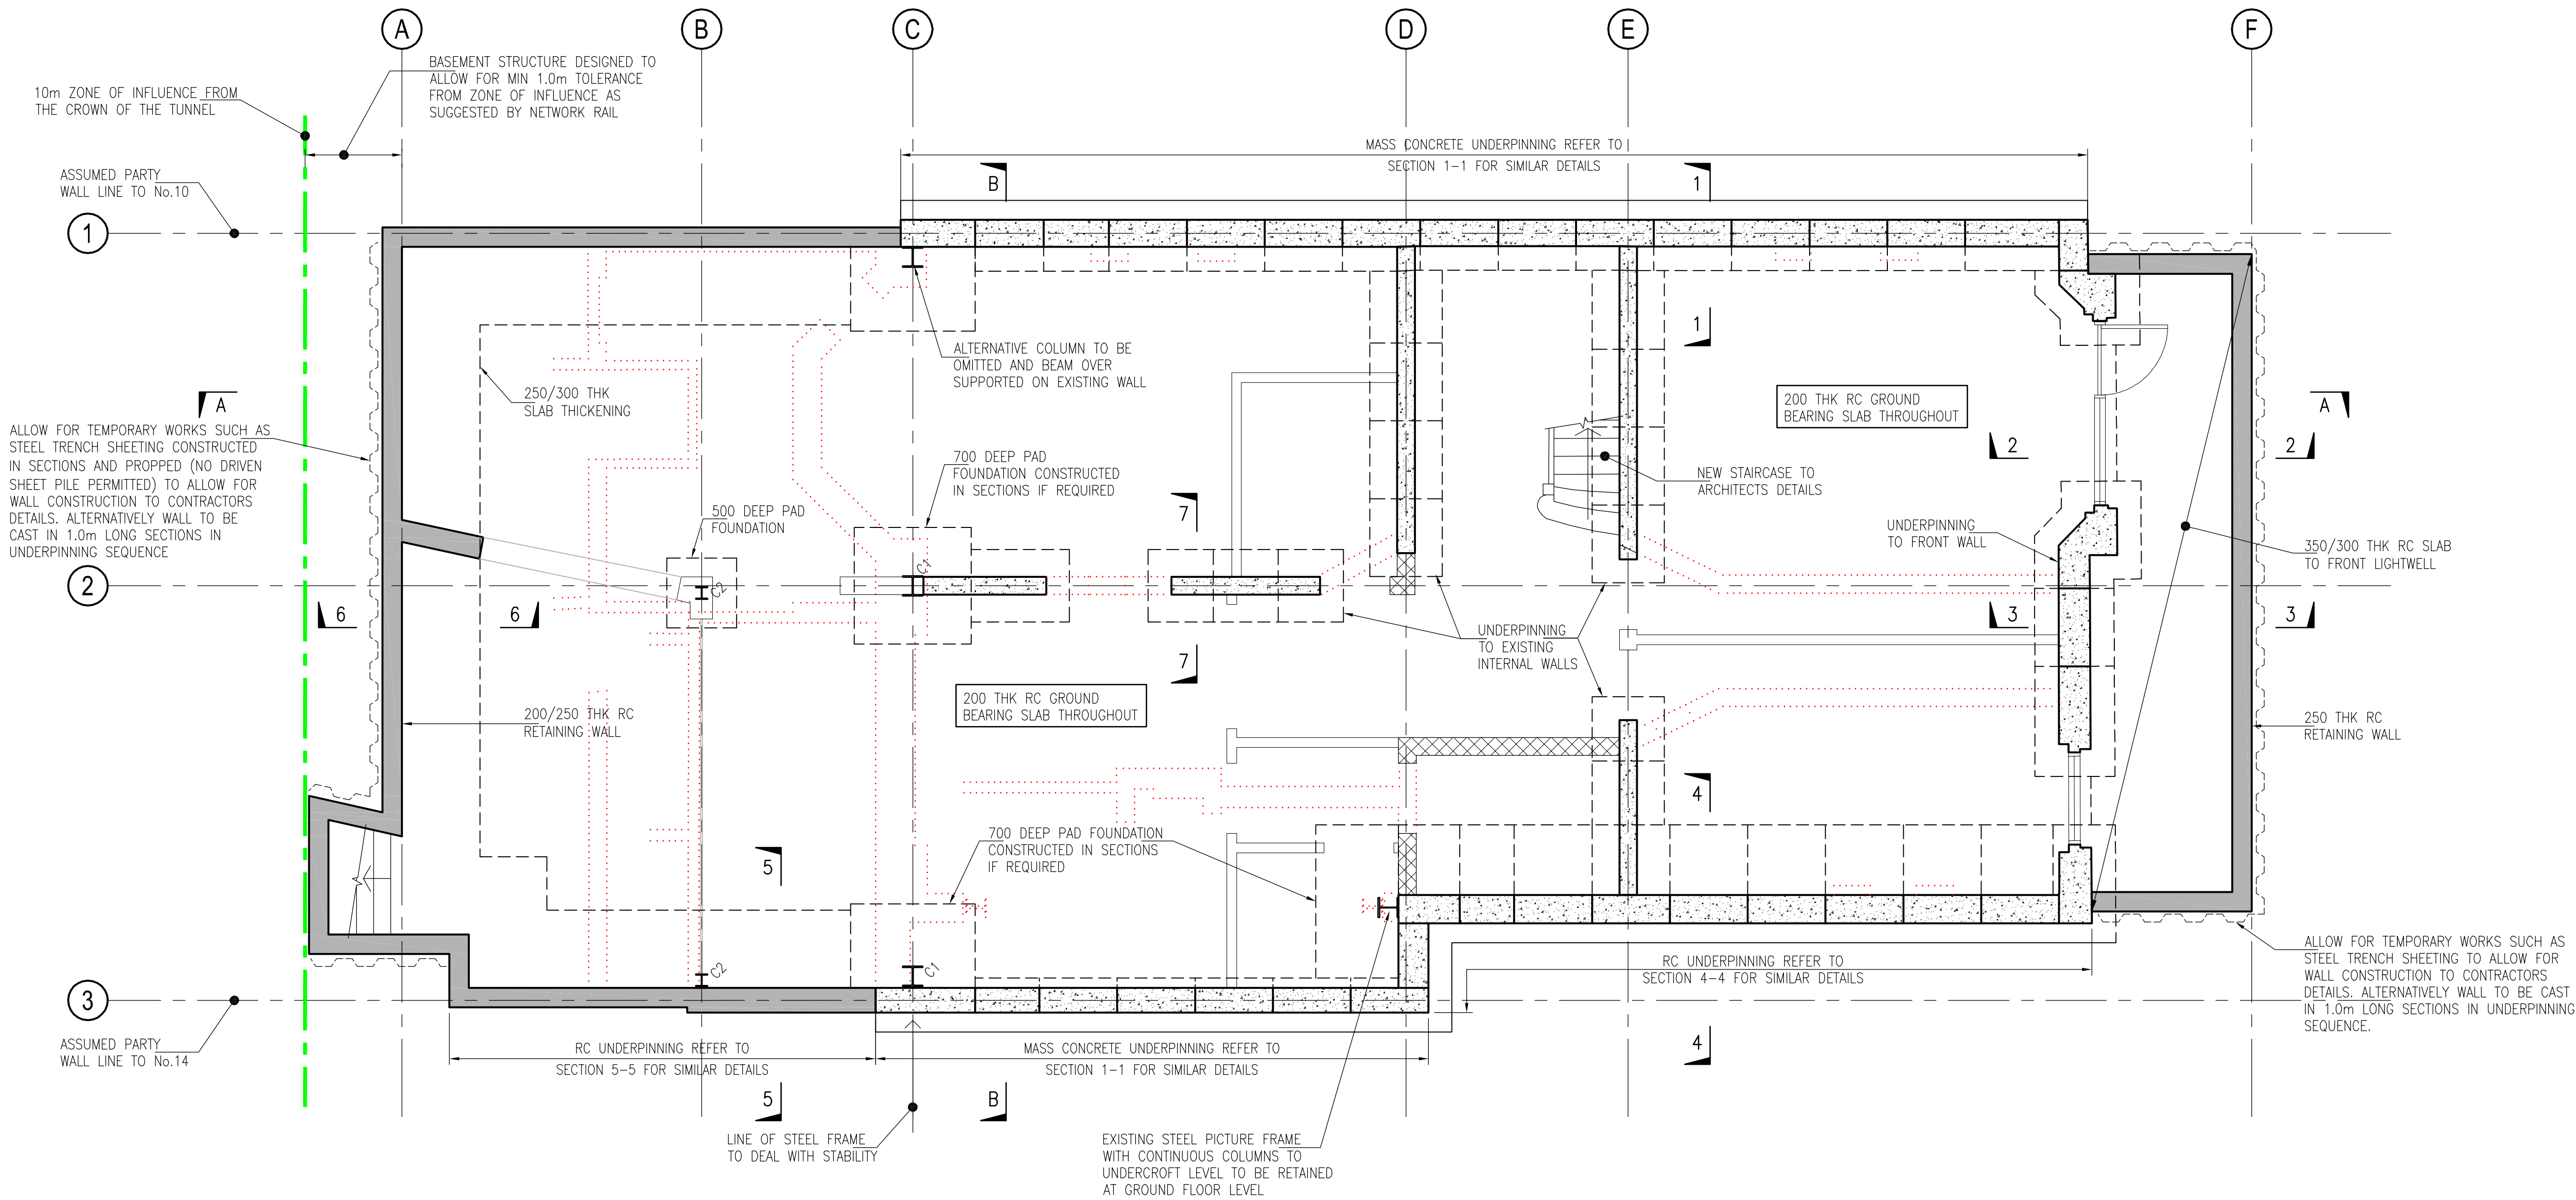 A
B
C
D
E
F
BASEMENT STRUCTURE DESIGNED TO
ALLOW FOR MIN 1.0m TOLERANCE
FROM ZONE OF INFLUENCE AS
SUGGESTED BY NETWORK RAIL
10m ZONE OF INFLUENCE FROM
THE CROWN OF THE TUNNEL
MASS CONCRETE UNDERPINNING REFER TO
SECTION 1-1 FOR SIMILAR DETAILS
ASSUMED PARTY
WALL LINE TO No.10
B
1
1
ALTERNATIVE COLUMN TO BE
OMITTED AND BEAM OVER
SUPPORTED ON EXISTING WALL
1
250/300 THK
SLAB THICKENING
200 THK RC GROUND
BEARING SLAB THROUGHOUT
A
A
ALLOW FOR TEMPORARY WORKS SUCH AS
STEEL TRENCH SHEETING CONSTRUCTED
IN SECTIONS AND PROPPED (NO DRIVEN
SHEET PILE PERMITTED) TO ALLOW FOR
WALL CONSTRUCTION TO CONTRACTORS
DETAILS. ALTERNATIVELY WALL TO BE
CAST IN 1.0m LONG SECTIONS IN
UNDERPINNING SEQUENCE
2
2
700 DEEP PAD
FOUNDATION CONSTRUCTED
IN SECTIONS IF REQUIRED
NEW STAIRCASE TO
ARCHITECTS DETAILS
500 DEEP PAD
FOUNDATION
7
UNDERPINNING
TO FRONT WALL
350/300 THK RC SLAB
TO FRONT LIGHTWELL
2
C2
C1
6
6
3
3
UNDERPINNING
TO EXISTING
INTERNAL WALLS
7
200 THK RC GROUND
BEARING SLAB THROUGHOUT
200/250 THK RC
RETAINING WALL
250 THK RC
RETAINING WALL
4
700 DEEP PAD FOUNDATION
CONSTRUCTED IN SECTIONS
IF REQUIRED
5
C2
C1
RC UNDERPINNING REFER TO
SECTION 4-4 FOR SIMILAR DETAILS
ALLOW FOR TEMPORARY WORKS SUCH AS
STEEL TRENCH SHEETING TO ALLOW FOR
WALL CONSTRUCTION TO CONTRACTORS
DETAILS. ALTERNATIVELY WALL TO BE CAST
IN 1.0m LONG SECTIONS IN UNDERPINNING
SEQUENCE.
3
ASSUMED PARTY
WALL LINE TO No.14
RC UNDERPINNING REFER TO
SECTION 5-5 FOR SIMILAR DETAILS
MASS CONCRETE UNDERPINNING REFER TO
SECTION 1-1 FOR SIMILAR DETAILS
4
5
B
LINE OF STEEL FRAME
TO DEAL WITH STABILITY
EXISTING STEEL PICTURE FRAME
WITH CONTINUOUS COLUMNS TO
UNDERCROFT LEVEL TO BE RETAINED
AT GROUND FLOOR LEVEL